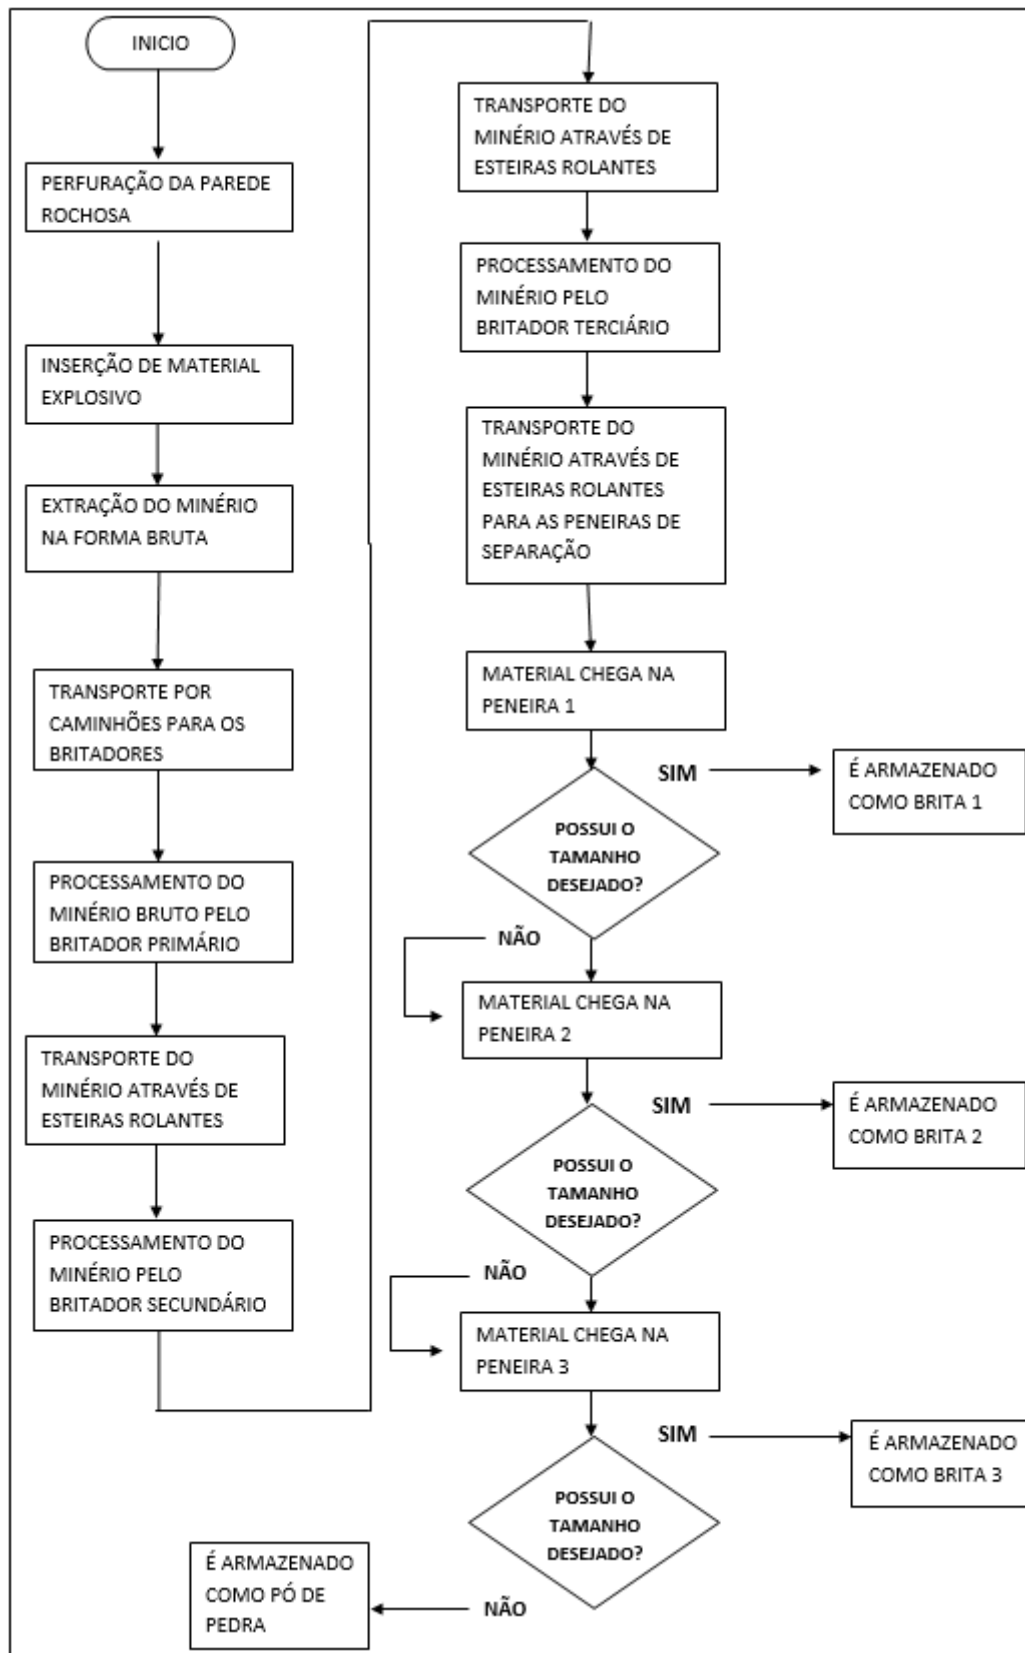 INICIO
PERFURAÇÃO DA PAREDE
ROCHOSA
INSERÇÃO DE MATERIAL
EXPLOSIVO
EXTRAÇÃO DO MINÉRIO
NA FORMA BRUTA
TRANSPORTE POR
CAMINHÕES PARA OS
BRITADORES
PROCESSAMENTO DO
MINÉRIO BRUTO PELO
BRITADOR PRIMÁRIO
TRANSPORTE DO
MINÉRIO ATRAVÉS DE
ESTEIRAS ROLANTES
PROCESSAMENTO DO
MINÉRIO PELO
BRITADOR SECUNDÁRIO
TRANSPORTE DO
MINÉRIO ATRAVÉS DE
ESTEIRAS ROLANTES
PROCESSAMENTO DO
MINÉRIO PELO
BRITADOR TERCIÁRIO
TRANSPORTE DO
MINÉRIO ATRAVÉS DE
ESTEIRAS ROLANTES
PARA AS PENEIRAS DE
SEPARAÇÃO
MATERIAL CHEGA NA
PENEIRA 1
POSSUI O
TAMANHO
DESEJADO?
SIM
É ARMAZENADO
COMO BRITA 1
NÃO
MATERIAL CHEGA NA
PENEIRA 2
POSSUI O
TAMANHO
DESEJADO?
SIM
É ARMAZENADO
COMO BRITA 2
NÃO
MATERIAL CHEGA NA
PENEIRA 3
POSSUI O
TAMANHO
DESEJADO?
SIM
É ARMAZENADO
COMO BRITA 3
NÃO
É ARMAZENADO
COMO PÓ DE
PEDRA